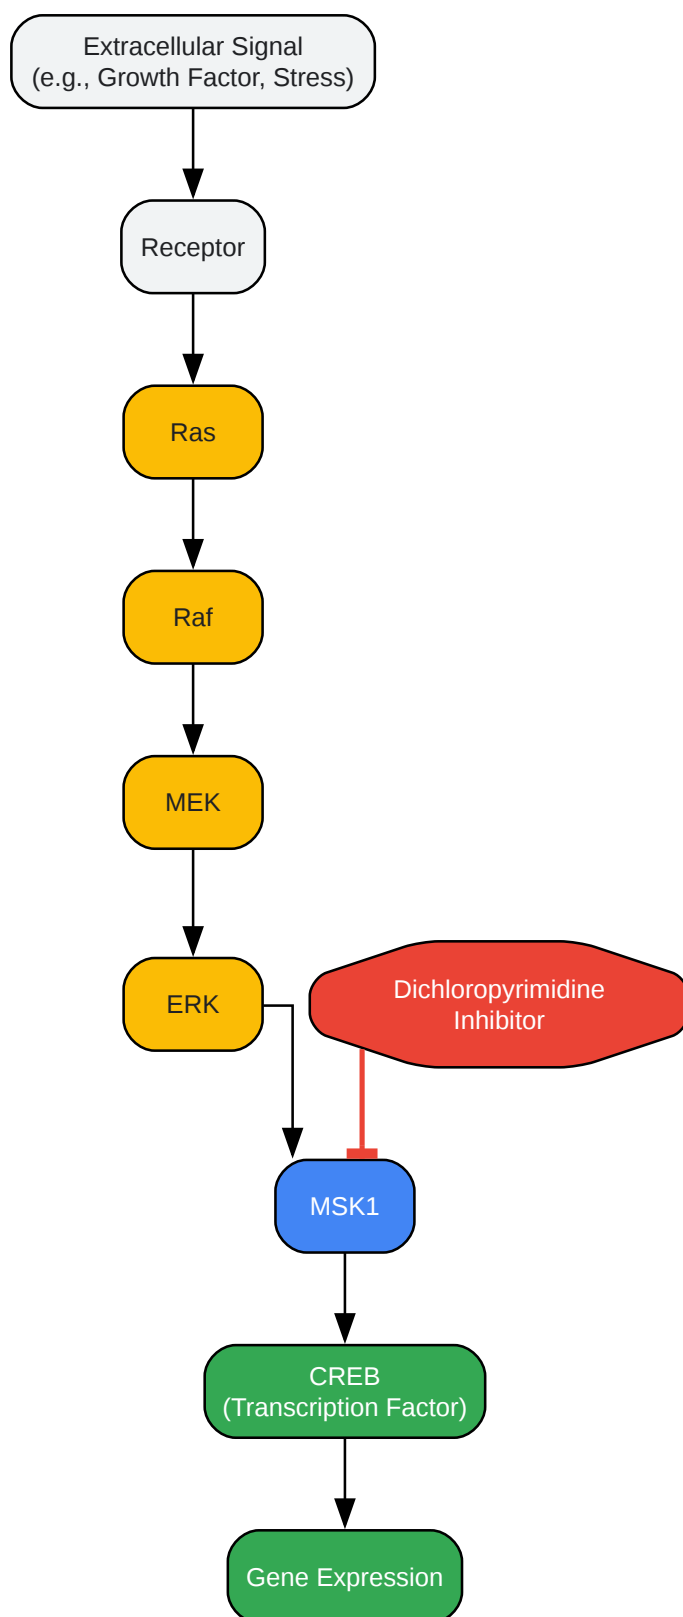 Extracellular Signal
(e.g., Growth Factor, Stress)
Receptor
Ras
Raf
MEK
ERK
Dichloropyrimidine
Inhibitor
MSK1
CREB
(Transcription Factor)
Gene Expression